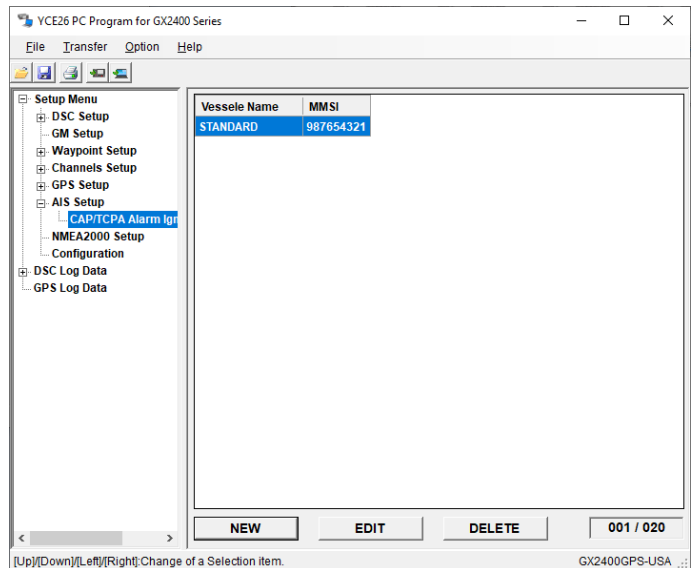 YCE26 PC Program for GX2400 Series
File Transfer Option Help
Setup Menu
DSC Setup
GM Setup
Waypoint Setup
Channels Setup
GPS Setup
AIS Setup
CAP/TCPA Alarm Igr
NMEA2000 Setup
Configuration
DSC Log Data
GPS Log Data
Vessele Name MMSI
STANDARD 987654321
NEW EDIT DELETE 001 / 020
[Up]/[Down]/[Left]/[Right]:Change of a Selection item. GX2400GPS-USA